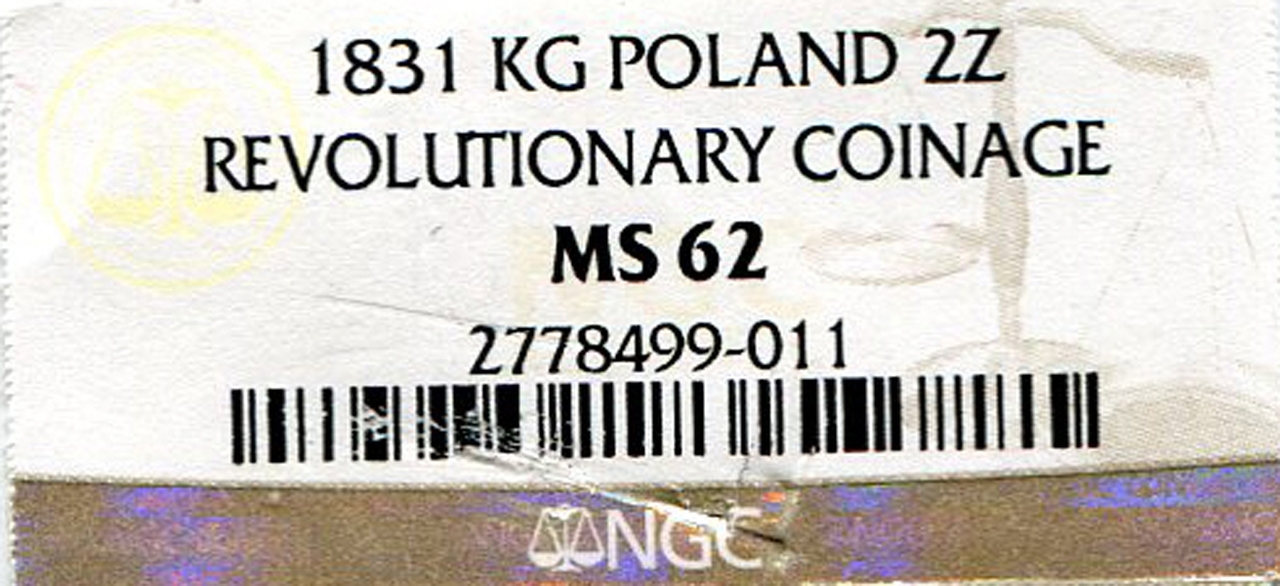 1831 KG POLAND 2Z
REVOLUTIONARY COINAGE
MS 62
2778499-011
NGC